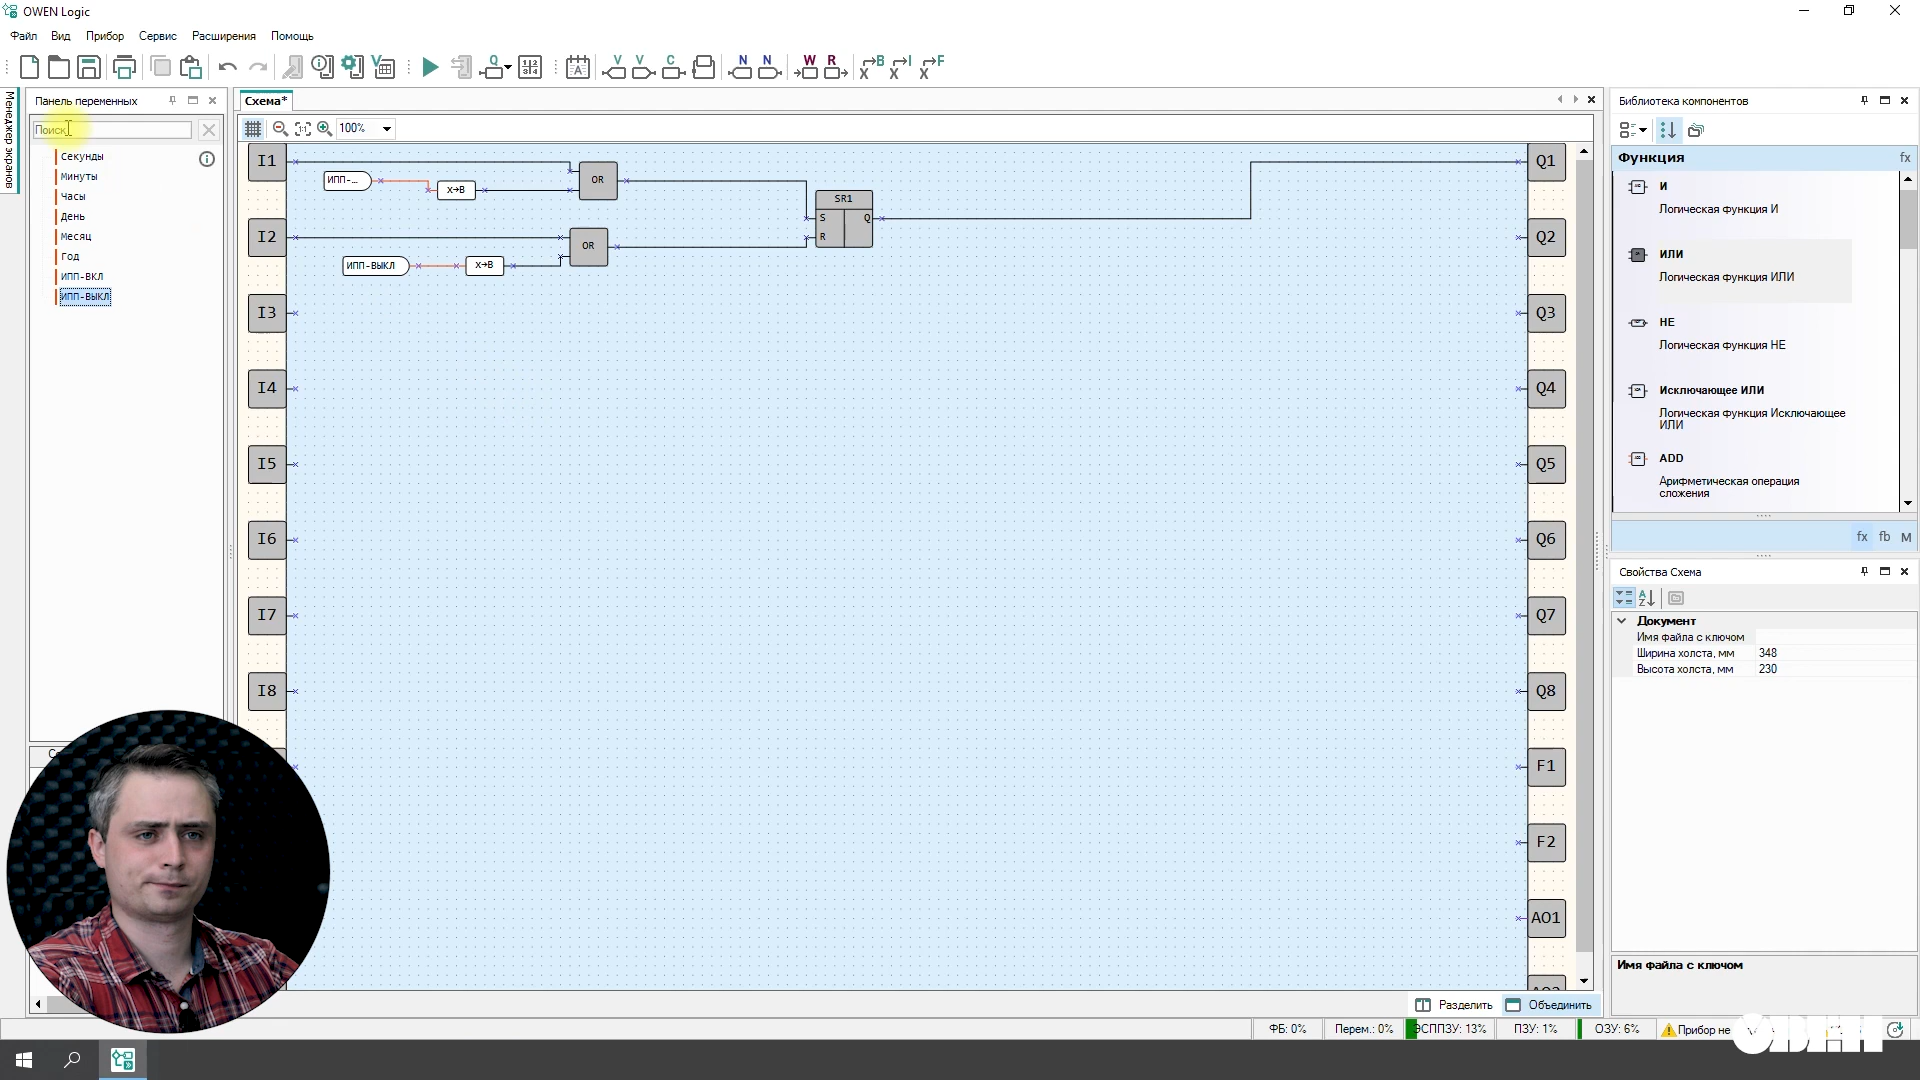 OWEN Logic
Файл Вид Прибор Сервис Расширения Помощь
Q V V C N N W R B I F
Менеджер экранов
Панель переменных
Поиск
Секунды
Минуты
Часы
День
Месяц
Год
ИПП-ВКЛ
ИПП-ВЫКЛ
Схема*
100%
I1
I2
I3
I4
I5
I6
I7
I8
ИПП-...
X→B
OR
ИПП-ВЫКЛ
X→B
OR
SR1
S Q
R
Q1
Q2
Q3
Q4
Q5
Q6
Q7
Q8
F1
F2
AO1
Разделить Объединить
Библиотека компонентов
Функция fx
И
Логическая функция И
ИЛИ
Логическая функция ИЛИ
НЕ
Логическая функция НЕ
Исключающее ИЛИ
Логическая функция Исключающее
ИЛИ
ADD
Арифметическая операция
сложения
fx fb M
Свойства Схема
Документ
Имя файла с ключом
Ширина холста, мм 348
Высота холста, мм 230
Имя файла с ключом
ФБ: 0% Перем.: 0% ЭСППЗУ: 13% ПЗУ: 1% ОЗУ: 6% Прибор не
ОВЕН